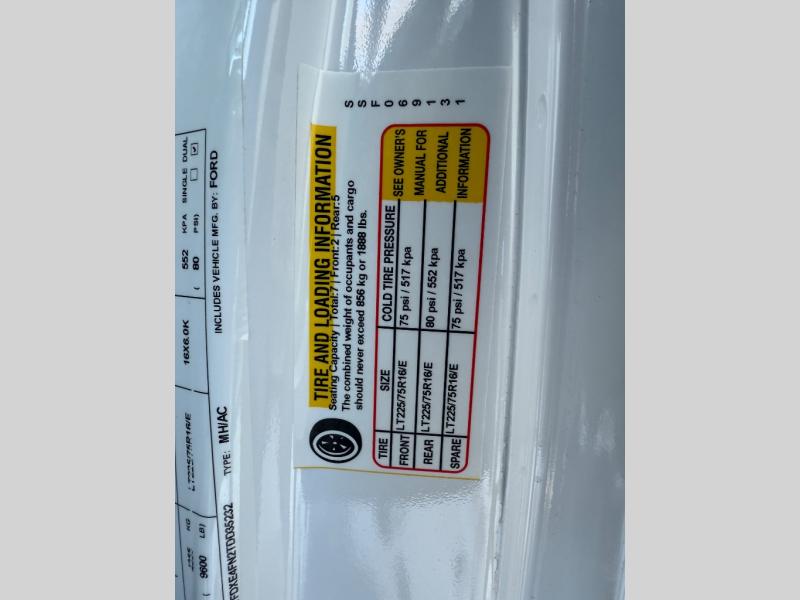 552 KPA SINGLE DUAL
( 80 PSI)
16X6.0K
LT225/75R16/E
KG
( 9600 LB)
INCLUDES VEHICLE MFG. BY: FORD
TYPE: MH/AC
FDXE4FN2TDD35232
TIRE AND LOADING INFORMATION
Seating Capacity | Total:7 | Front:2 | Rear:5
The combined weight of occupants and cargo
should never exceed 856 kg or 1888 lbs.
TIRE SIZE COLD TIRE PRESSURE
FRONT LT225/75R16/E 75 psi / 517 kpa
REAR LT225/75R16/E 80 psi / 552 kpa
SPARE LT225/75R16/E 75 psi / 517 kpa
SEE OWNER'S
MANUAL FOR
ADDITIONAL
INFORMATION
S
S
F
0
6
9
1
3
1